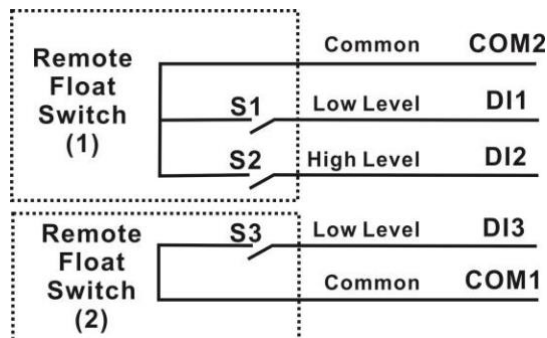 Remote
Float
Switch
(1)
Common COM2
S1 Low Level DI1
S2 High Level DI2
Remote
Float
Switch
(2)
S3 Low Level DI3
Common COM1